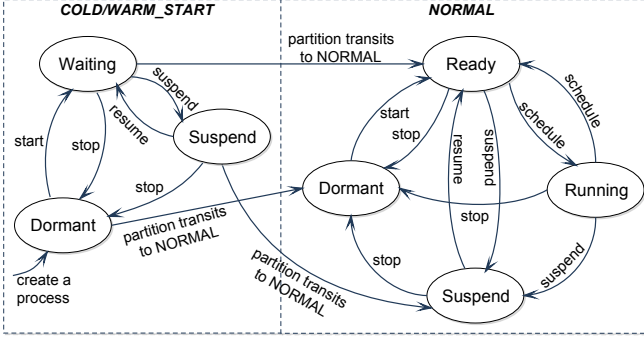 COLD/WARM_START
NORMAL
Waiting
partition transits
to NORMAL
Ready
suspend
resume
Suspend
start
stop
stop
Dormant
partition transits
to NORMAL
create a
process
partition transits
to NORMAL
start
stop
resume
suspend
schedule
schedule
Dormant
Running
stop
stop
suspend
Suspend